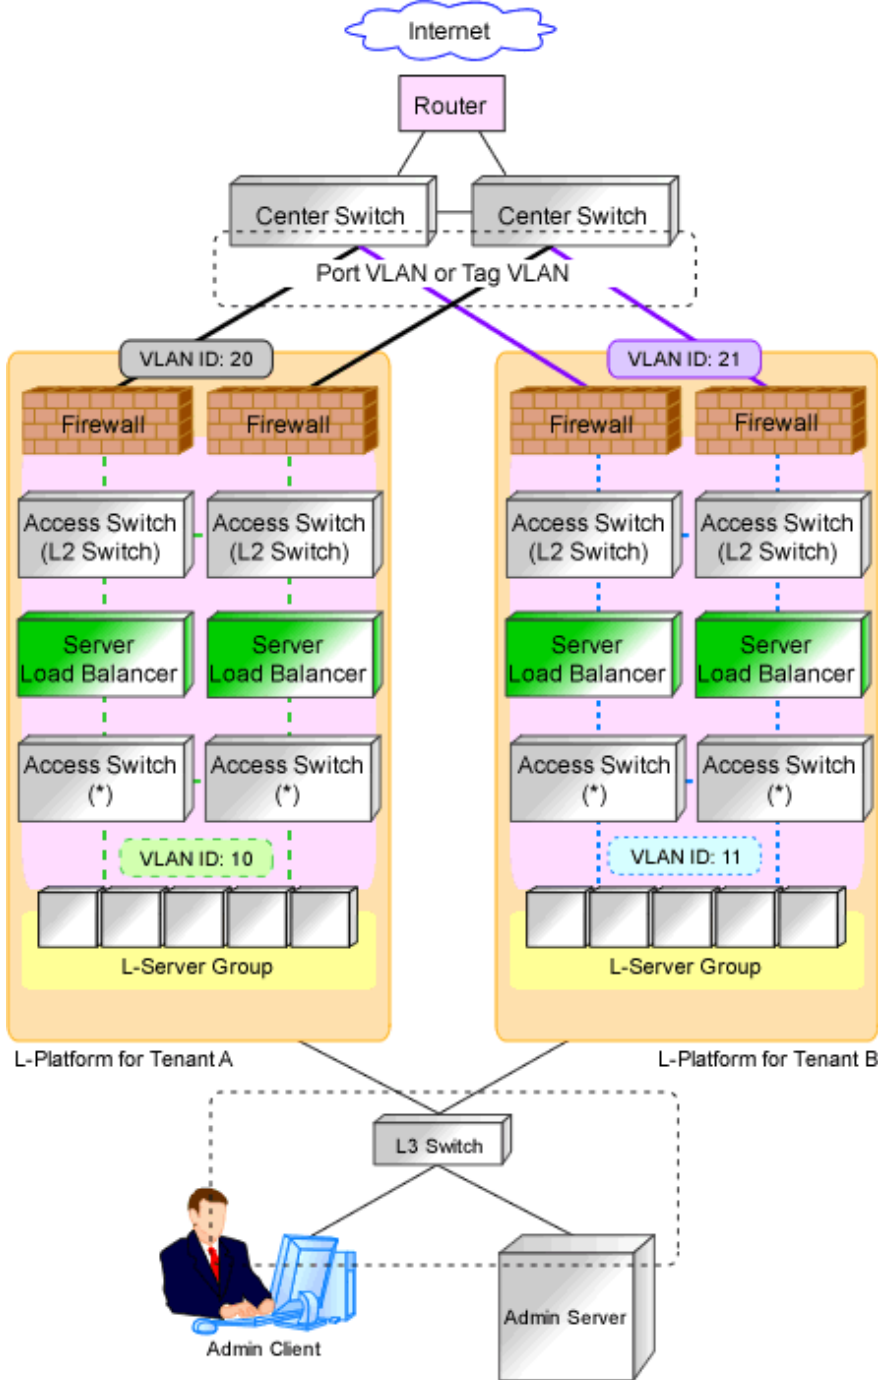 Internet
Router
Center Switch
Center Switch
Port VLAN or Tag VLAN
VLAN ID: 20
VLAN ID: 21
Firewall
Firewall
Firewall
Firewall
Access Switch
(L2 Switch)
Access Switch
(L2 Switch)
Access Switch
(L2 Switch)
Access Switch
(L2 Switch)
Server
Load Balancer
Server
Load Balancer
Server
Load Balancer
Server
Load Balancer
Access Switch
(*)
Access Switch
(*)
Access Switch
(*)
Access Switch
(*)
VLAN ID: 10
VLAN ID: 11
L-Server Group
L-Server Group
L-Platform for Tenant A
L-Platform for Tenant B
L3 Switch
Admin Server
Admin Client